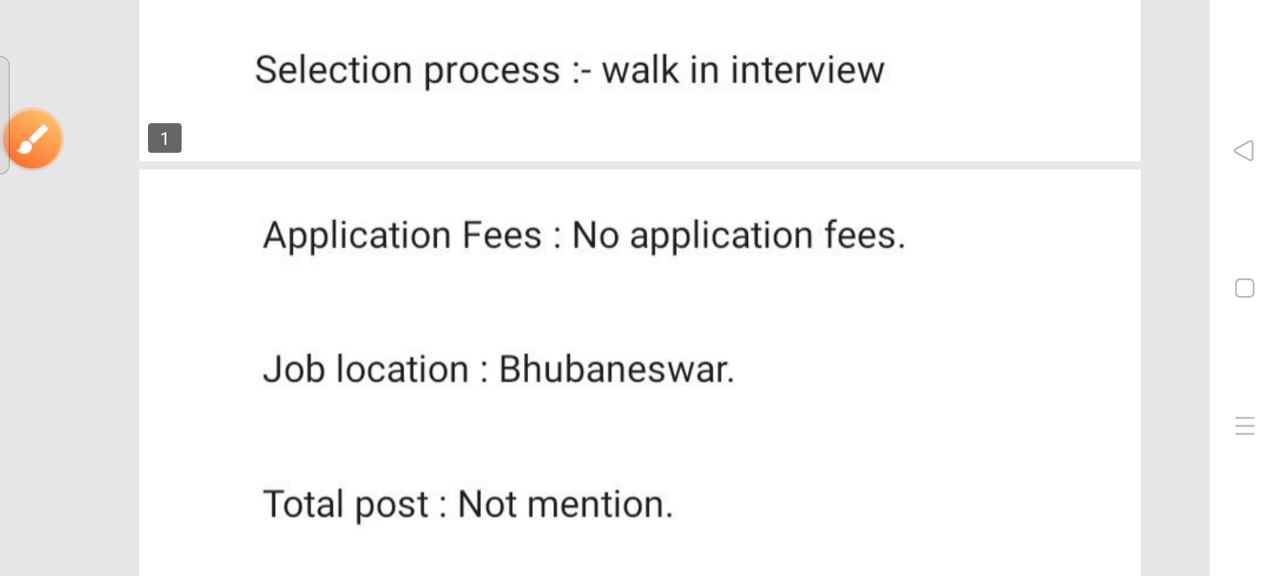 Selection process :- walk in interview
1
Application Fees : No application fees.
Job location : Bhubaneswar.
Total post : Not mention.